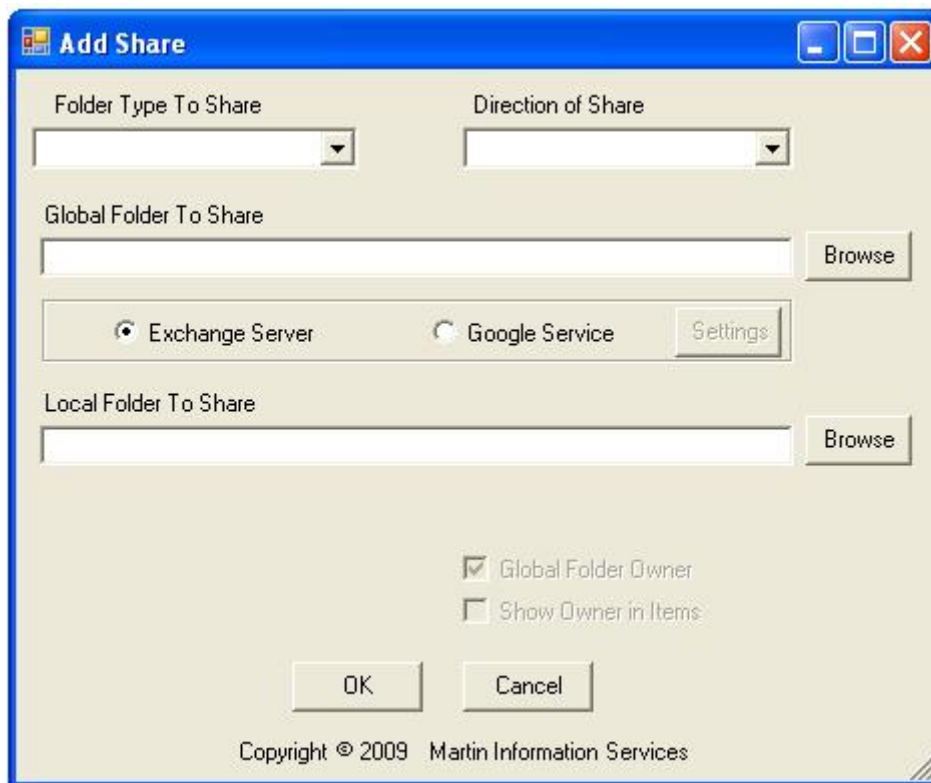 Add Share
Folder Type To Share
Direction of Share
Global Folder To Share
Browse
Exchange Server
Google Service
Settings
Local Folder To Share
Browse
Global Folder Owner
Show Owner in Items
OK
Cancel
Copyright © 2009 Martin Information Services